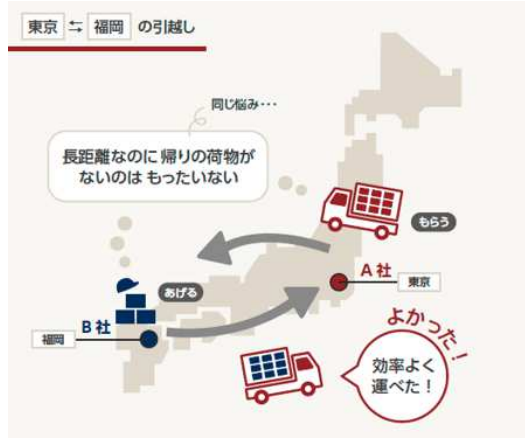 東京 ⇆ 福岡 の引越し
同じ悩み･･･
長距離なのに 帰りの荷物が
ないのは もったいない
もらう
A社
東京
あげる
B社
福岡
よかった！
効率よく
運べた！